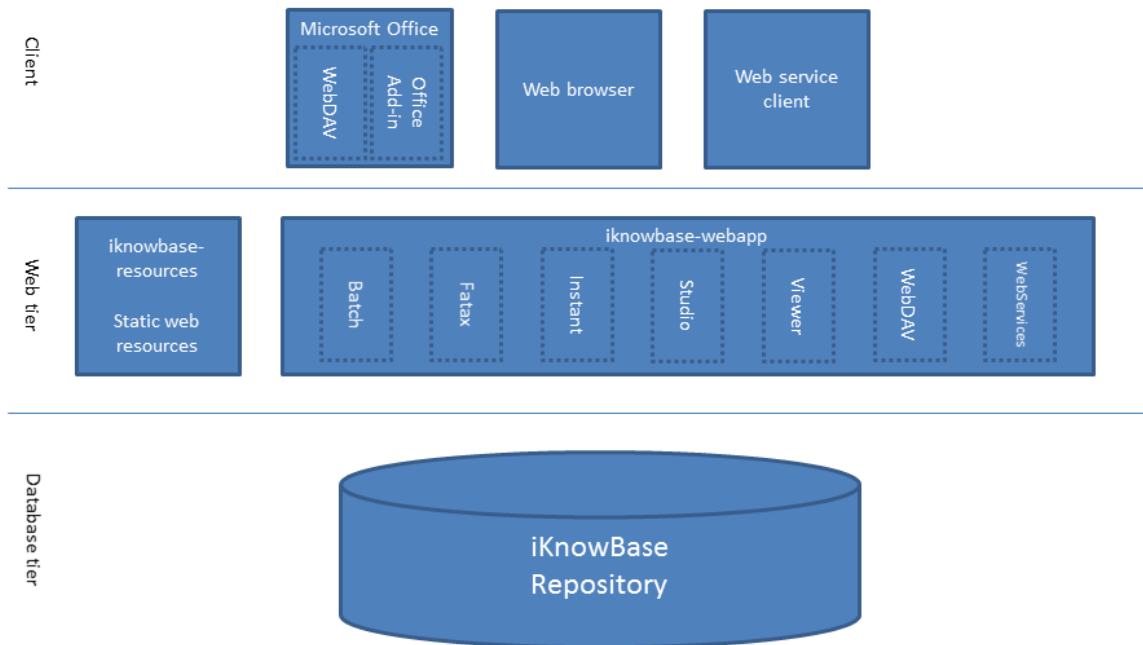 Client
Microsoft Office
WebDAV
Office
Add-in
Web browser
Web service
client
Web tier
iknowbase-
resources
Static web
resources
iknowbase-webapp
Batch
Fatax
Instant
Studio
Viewer
WebDAV
WebServices
Database tier
iKnowBase
Repository